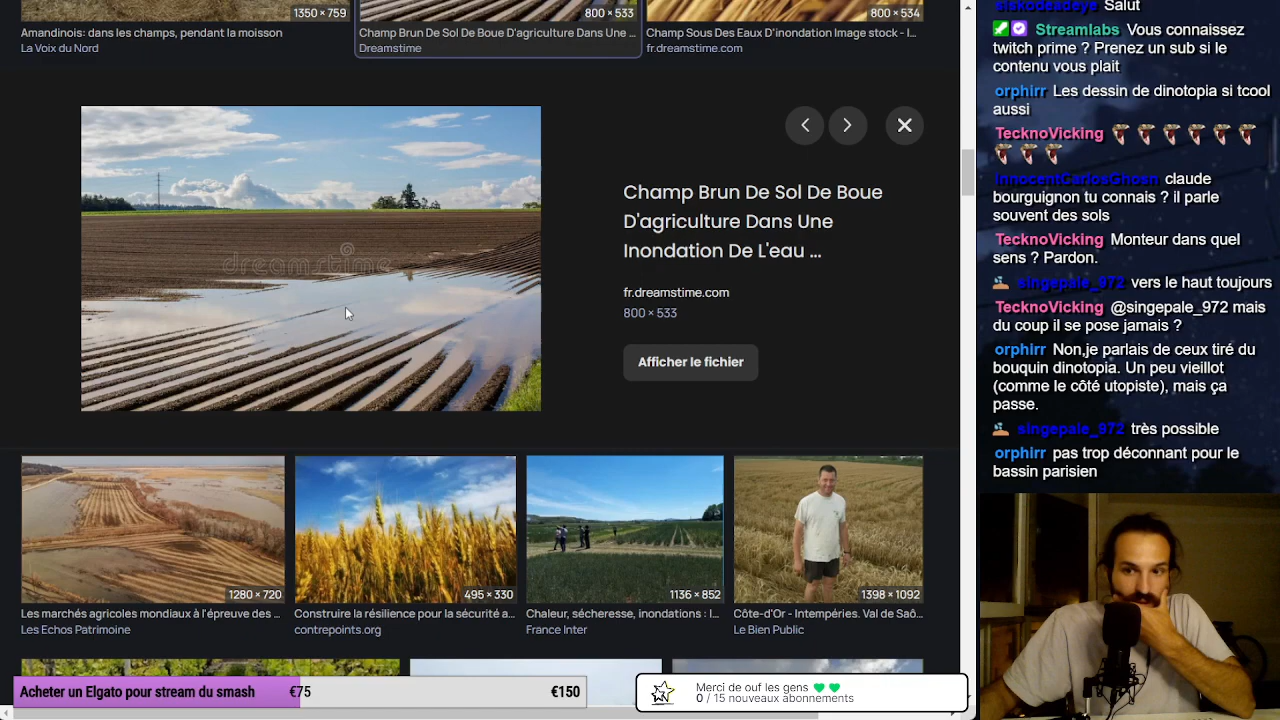 1350 × 759
800 × 533
800 × 534
Amandinois: dans les champs, pendant la moisson
La Voix du Nord
Champ Brun De Sol De Boue D'agriculture Dans Une ...
Dreamstime
Champ Sous Des Eaux D'inondation Image stock - I...
fr.dreamstime.com
dreamstime
Champ Brun De Sol De Boue
D'agriculture Dans Une
Inondation De L'eau ...
fr.dreamstime.com
800 × 533
Afficher le fichier
1280 × 720
495 × 330
1136 × 852
1398 × 1092
Les marchés agricoles mondiaux à l'épreuve des ...
Les Echos Patrimoine
Construire la résilience pour la sécurité a...
contrepoints.org
Chaleur, sécheresse, inondations : l...
France Inter
Côte-d'Or - Intempéries. Val de Saô...
Le Bien Public
Acheter un Elgato pour stream du smash
€75
€150
Merci de ouf les gens 💚 💚
0 / 15 nouveaux abonnements
siskodeadeye Salut
Streamlabs Vous connaissez
twitch prime ? Prenez un sub si le
contenu vous plait
orphirr Les dessin de dinotopia si tcool
aussi
TecknoVicking
InnocentCarlosGhosn claude
bourguignon tu connais ? il parle
souvent des sols
TecknoVicking Monteur dans quel
sens ? Pardon.
singepale_972 vers le haut toujours
TecknoVicking @singepale_972 mais
du coup il se pose jamais ?
orphirr Non,je parlais de ceux tiré du
bouquin dinotopia. Un peu vieillot
(comme le côté utopiste), mais ça
passe.
singepale_972 très possible
orphirr pas trop déconnant pour le
bassin parisien